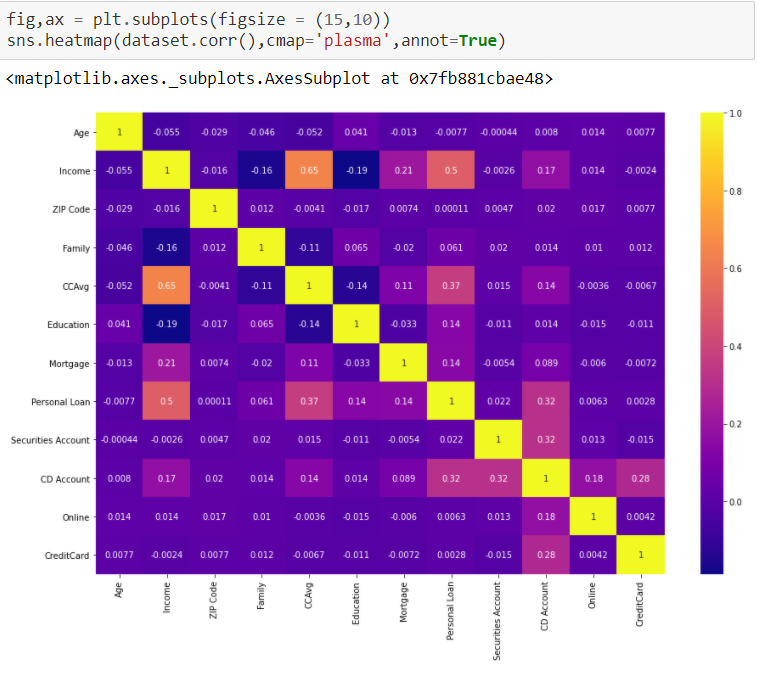 fig,ax = plt.subplots(figsize = (15,10))
sns.heatmap(dataset.corr(),cmap='plasma',annot=True)
<matplotlib.axes._subplots.AxesSubplot at 0x7fb881cbae48>
Age 1 -0.055 -0.029 -0.046 -0.052 0.041 -0.013 -0.0077 -0.00044 0.008 0.014 0.0077
Income -0.055 1 -0.016 -0.16 0.65 -0.19 0.21 0.5 -0.0026 0.17 0.014 -0.0024
ZIP Code -0.029 -0.016 1 0.012 -0.0041 -0.017 0.0074 0.00011 0.0047 0.02 0.017 0.0077
Family -0.046 -0.16 0.012 1 -0.11 0.065 -0.02 0.061 0.02 0.014 0.01 0.012
CCAvg -0.052 0.65 -0.0041 -0.11 1 -0.14 0.11 0.37 0.015 0.14 -0.0036 -0.0067
Education 0.041 -0.19 -0.017 0.065 -0.14 1 -0.033 0.14 -0.011 0.014 -0.015 -0.011
Mortgage -0.013 0.21 0.0074 -0.02 0.11 -0.033 1 0.14 -0.0054 0.089 -0.006 -0.0072
Personal Loan -0.0077 0.5 0.00011 0.061 0.37 0.14 0.14 1 0.022 0.32 0.0063 0.0028
Securities Account -0.00044 -0.0026 0.0047 0.02 0.015 -0.011 -0.0054 0.022 1 0.32 0.013 -0.015
CD Account 0.008 0.17 0.02 0.014 0.14 0.014 0.089 0.32 0.32 1 0.18 0.28
Online 0.014 0.014 0.017 0.01 -0.0036 -0.015 -0.006 0.0063 0.013 0.18 1 0.0042
CreditCard 0.0077 -0.0024 0.0077 0.012 -0.0067 -0.011 -0.0072 0.0028 -0.015 0.28 0.0042 1
Age Income ZIP Code Family CCAvg Education Mortgage Personal Loan Securities Account CD Account Online CreditCard
1.0
0.8
0.6
0.4
0.2
0.0